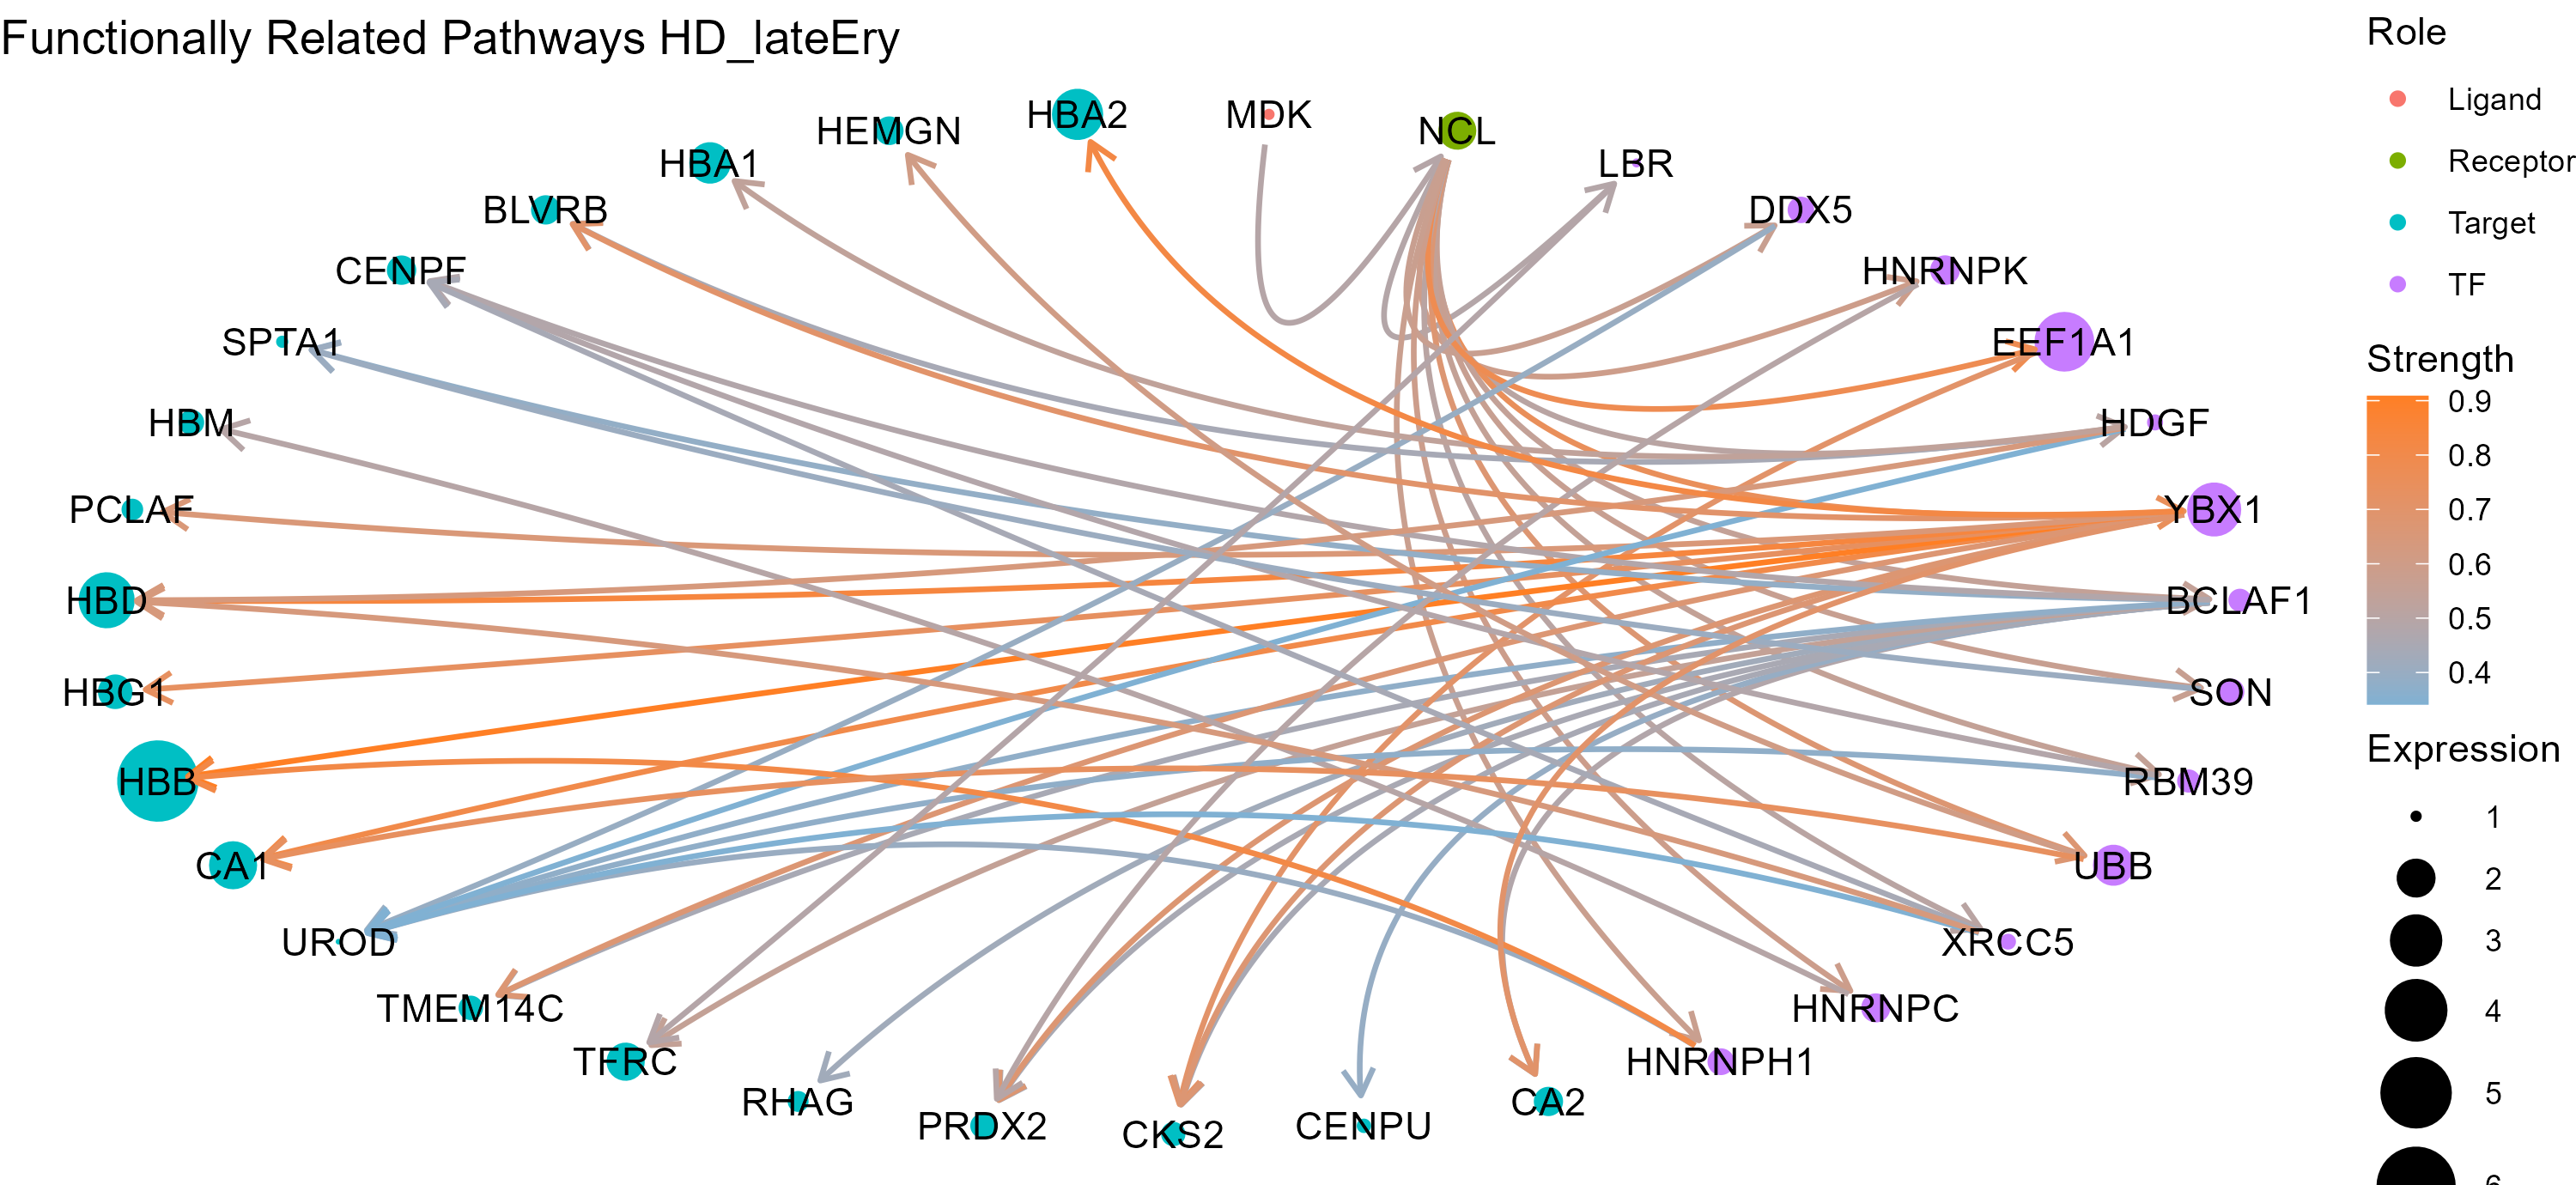 Functionally Related Pathways HD_lateEry
MDK
NCL
LBR
DDX5
HNRNPK
EEF1A1
HDGF
YBX1
BCLAF1
SON
RBM39
UBB
XRCC5
HNRNPC
HNRNPH1
CA2
CENPU
CKS2
PRDX2
RHAG
TFRC
TMEM14C
UROD
CA1
HBB
HBG1
HBD
PCLAF
HBM
SPTA1
CENPF
BLVRB
HBA1
HEMGN
HBA2
Role
Ligand
Receptor
Target
TF
Strength
0.9
0.8
0.7
0.6
0.5
0.4
Expression
1
2
3
4
5